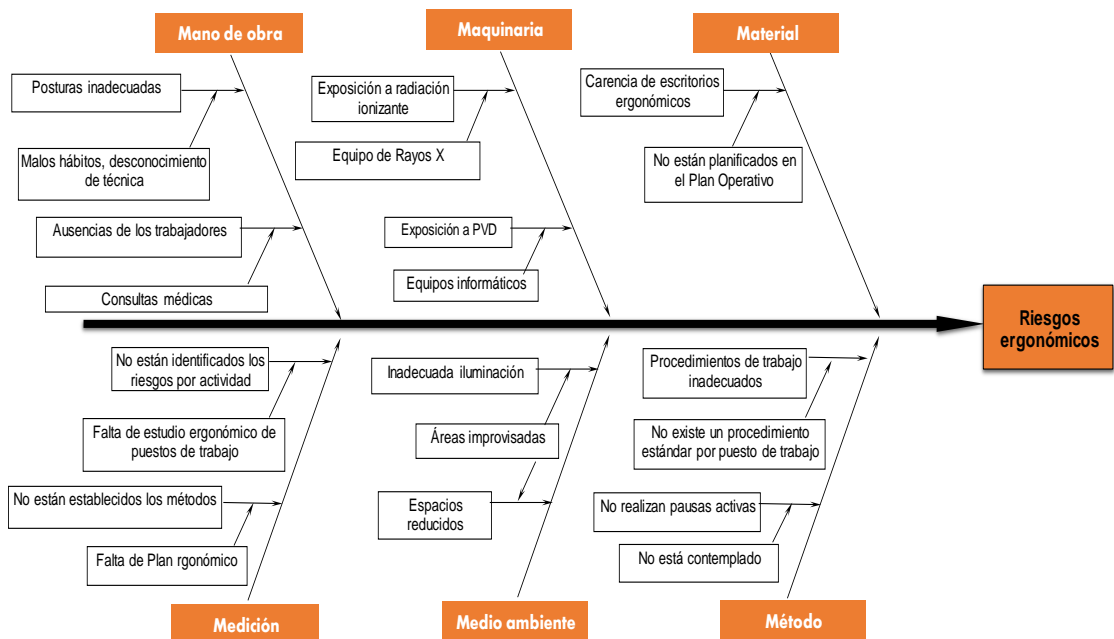 Mano de obra
Maquinaria
Material
Posturas inadecuadas
Exposición a radiación
ionizante
Carencia de escritorios
ergonómicos
Malos hábitos, desconocimiento
de técnica
Equipo de Rayos X
No están planificados en
el Plan Operativo
Ausencias de los trabajadores
Exposición a PVD
Consultas médicas
Equipos informáticos
Riesgos
ergonómicos
No están identificados los
riesgos por actividad
Inadecuada iluminación
Procedimientos de trabajo
inadecuados
Falta de estudio ergonómico de
puestos de trabajo
Áreas improvisadas
No existe un procedimiento
estándar por puesto de trabajo
No están establecidos los métodos
Espacios
reducidos
No realizan pausas activas
Falta de Plan rgonómico
No está contemplado
Medición
Medio ambiente
Método